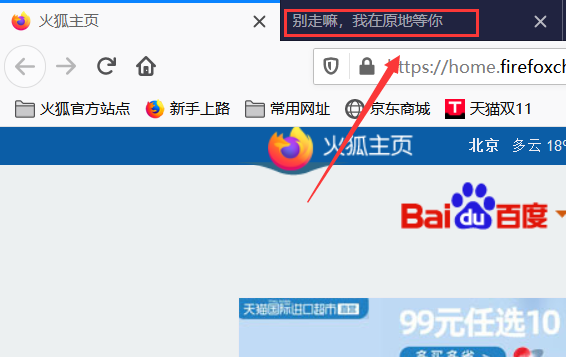 火狐主页
别走嘛，我在原地等你
https://home.firefoxch
火狐官方站点 新手上路 常用网址 京东商城 天猫双11
火狐主页 北京 多云 18°
Bai du 百度
天猫国际进口超市 直营
99元任选10
多买多省